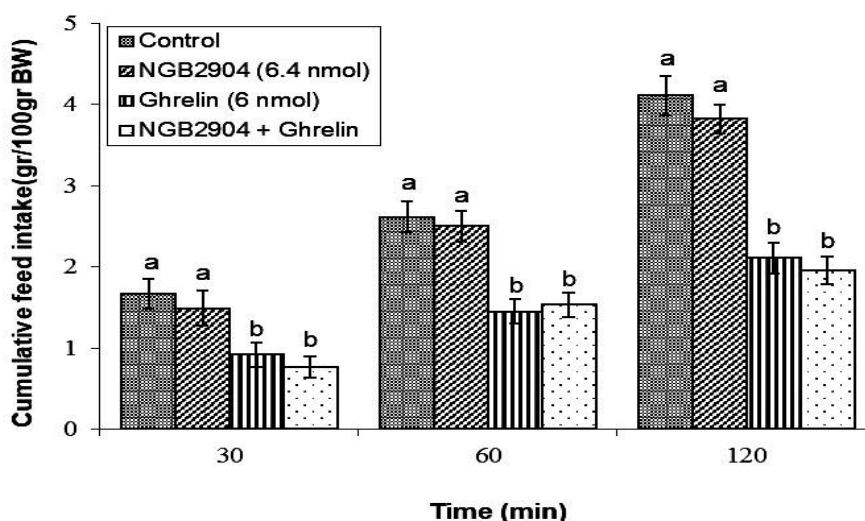 Cumulative feed intake(gr/100gr BW)
5
4
3
2
1
0
Control
NGB2904 (6.4 nmol)
Ghrelin (6 nmol)
NGB2904 + Ghrelin
a
a
b
b
a
a
b
b
a
a
b
b
30
60
120
Time (min)